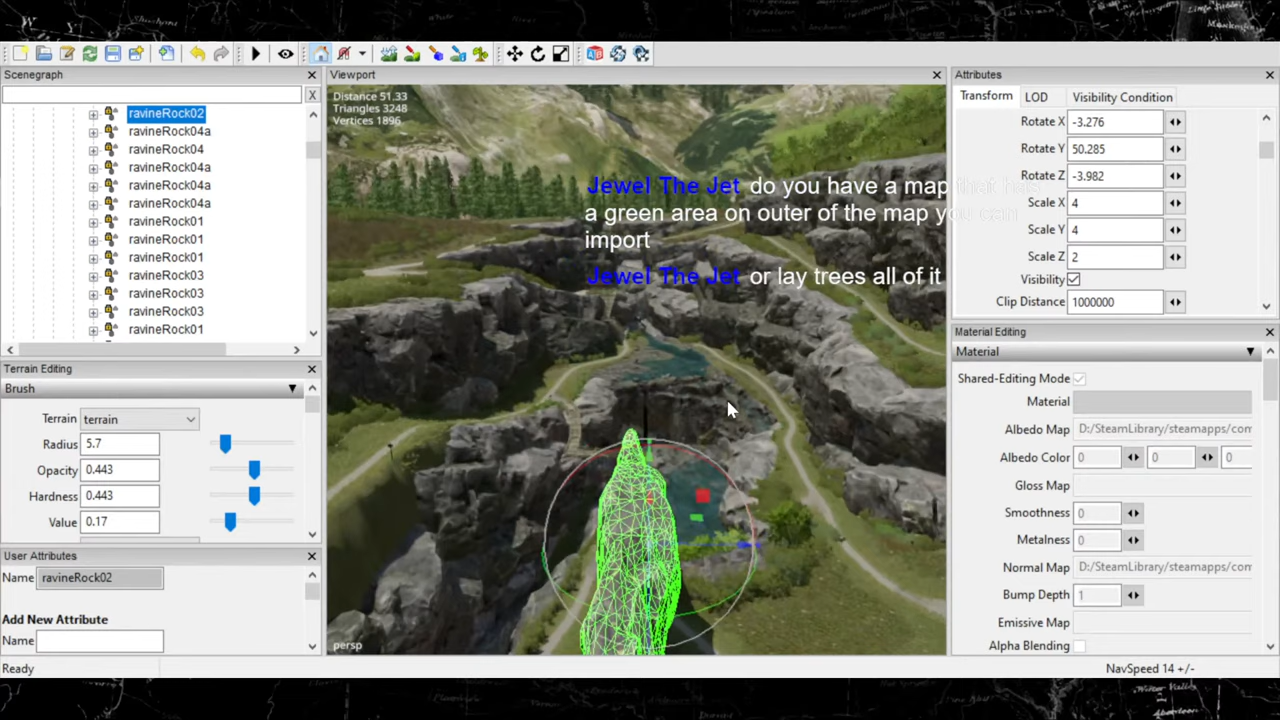 Scenegraph
X
ravineRock02
ravineRock04a
ravineRock04
ravineRock04a
ravineRock04a
ravineRock04a
ravineRock01
ravineRock01
ravineRock01
ravineRock03
ravineRock03
ravineRock03
ravineRock01
Terrain Editing
Brush
Terrain terrain
Radius 5.7
Opacity 0.443
Hardness 0.443
Value 0.17
User Attributes
Name ravineRock02
Add New Attribute
Name
Ready
Viewport
Distance 51.33
Triangles 3248
Vertices 1896
Jewel The Jet do you have a map that has
a green area on outer of the map you can
import
Jewel The Jet or lay trees all of it
persp
Attributes
Transform LOD Visibility Condition
Rotate X -3.276
Rotate Y 50.285
Rotate Z -3.982
Scale X 4
Scale Y 4
Scale Z 2
Visibility
Clip Distance 1000000
Material Editing
Material
Shared-Editing Mode
Material
Albedo Map D:/SteamLibrary/steamapps/com
Albedo Color 0 0 0
Gloss Map
Smoothness 0
Metalness 0
Normal Map D:/SteamLibrary/steamapps/com
Bump Depth 1
Emissive Map
Alpha Blending
NavSpeed 14 +/-